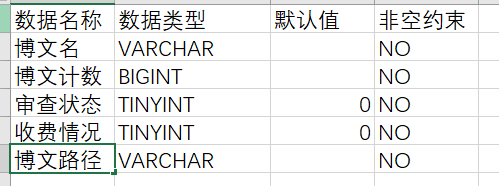 数据名称 数据类型 默认值 非空约束
博文名 VARCHAR NO
博文计数 BIGINT NO
审查状态 TINYINT 0 NO
收费情况 TINYINT 0 NO
博文路径 VARCHAR NO